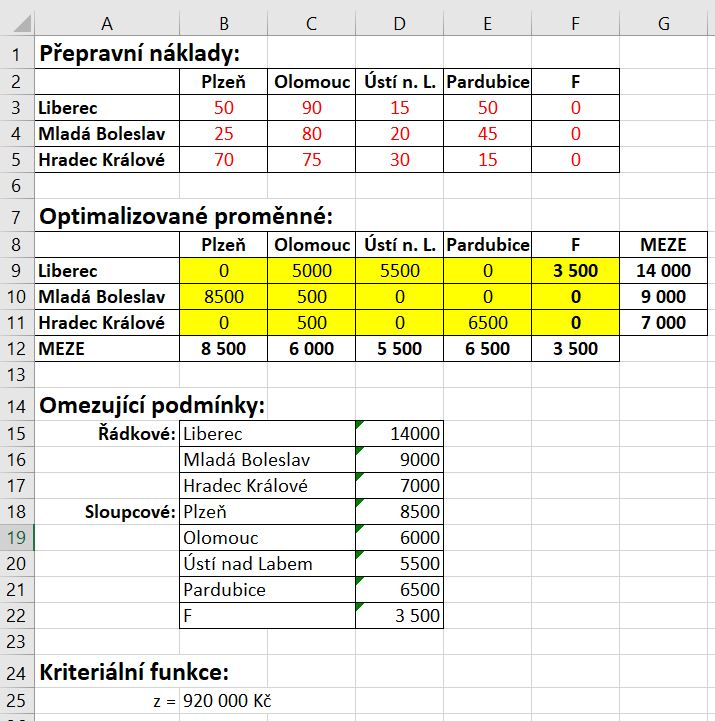 A B C D E F G
1 Přepravní náklady:
2 Plzeň Olomouc Ústí n. L. Pardubice F
3 Liberec 50 90 15 50 0
4 Mladá Boleslav 25 80 20 45 0
5 Hradec Králové 70 75 30 15 0
6
7 Optimalizované proměnné:
8 Plzeň Olomouc Ústí n. L. Pardubice F MEZE
9 Liberec 0 5000 5500 0 3 500 14 000
10 Mladá Boleslav 8500 500 0 0 0 9 000
11 Hradec Králové 0 500 0 6500 0 7 000
12 MEZE 8 500 6 000 5 500 6 500 3 500
13
14 Omezující podmínky:
15 Řádkové: Liberec 14000
16 Mladá Boleslav 9000
17 Hradec Králové 7000
18 Sloupcové: Plzeň 8500
19 Olomouc 6000
20 Ústí nad Labem 5500
21 Pardubice 6500
22 F 3 500
23
24 Kriteriální funkce:
25 z = 920 000 Kč